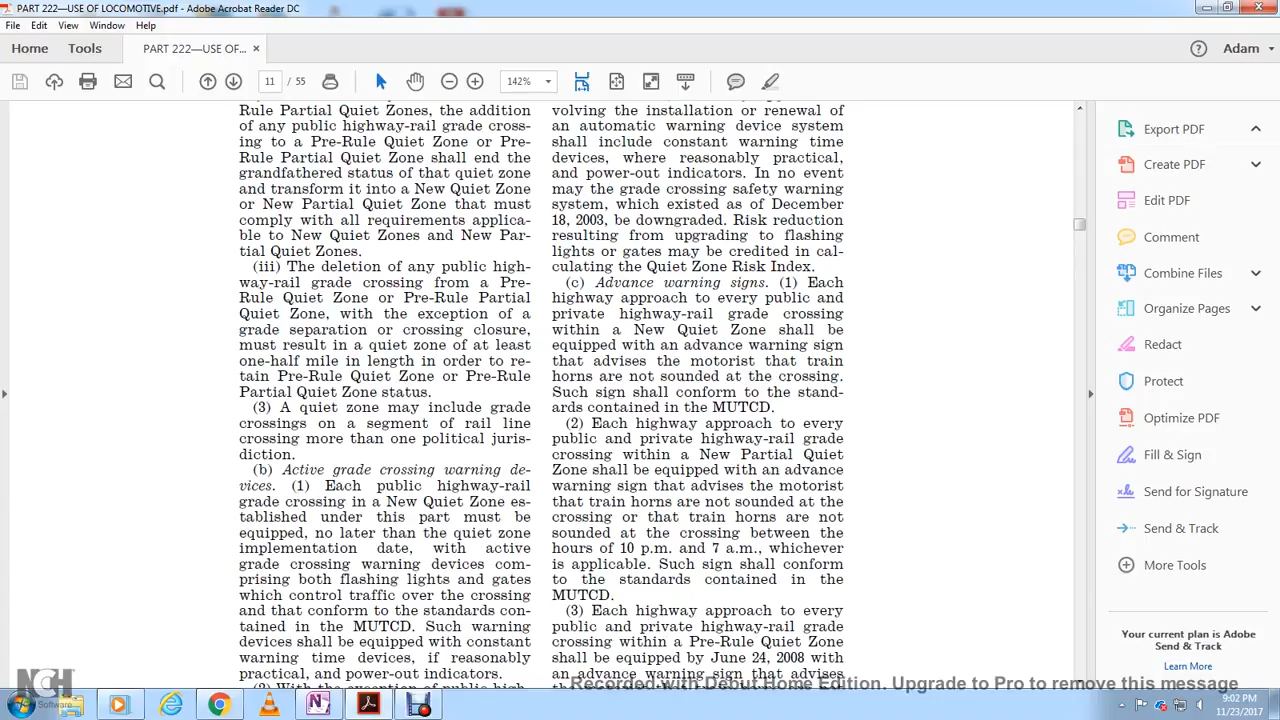 PART 222—USE OF LOCOMOTIVE.pdf - Adobe Acrobat Reader DC
File Edit View Window Help
Home Tools PART 222—USE OF... × Adam
11 / 55 142%
Rule Partial Quiet Zones, the addition
of any public highway-rail grade cross-
ing to a Pre-Rule Quiet Zone or Pre-
Rule Partial Quiet Zone shall end the
grandfathered status of that quiet zone
and transform it into a New Quiet Zone
or New Partial Quiet Zone that must
comply with all requirements applica-
ble to New Quiet Zones and New Par-
tial Quiet Zones.
(iii) The deletion of any public high-
way-rail grade crossing from a Pre-
Rule Quiet Zone or Pre-Rule Partial
Quiet Zone, with the exception of a
grade separation or crossing closure,
must result in a quiet zone of at least
one-half mile in length in order to re-
tain Pre-Rule Quiet Zone or Pre-Rule
Partial Quiet Zone status.
(3) A quiet zone may include grade
crossings on a segment of rail line
crossing more than one political juris-
diction.
(b) Active grade crossing warning de-
vices. (1) Each public highway-rail
grade crossing in a New Quiet Zone es-
tablished under this part must be
equipped, no later than the quiet zone
implementation date, with active
grade crossing warning devices com-
prising both flashing lights and gates
which control traffic over the crossing
and that conform to the standards con-
tained in the MUTCD. Such warning
devices shall be equipped with constant
warning time devices, if reasonably
practical, and power-out indicators.
volving the installation or renewal of
an automatic warning device system
shall include constant warning time
devices, where reasonably practical,
and power-out indicators. In no event
may the grade crossing safety warning
system, which existed as of December
18, 2003, be downgraded. Risk reduction
resulting from upgrading to flashing
lights or gates may be credited in cal-
culating the Quiet Zone Risk Index.
(c) Advance warning signs. (1) Each
highway approach to every public and
private highway-rail grade crossing
within a New Quiet Zone shall be
equipped with an advance warning sign
that advises the motorist that train
horns are not sounded at the crossing.
Such sign shall conform to the stand-
ards contained in the MUTCD.
(2) Each highway approach to every
public and private highway-rail grade
crossing within a New Partial Quiet
Zone shall be equipped with an advance
warning sign that advises the motorist
that train horns are not sounded at the
crossing or that train horns are not
sounded at the crossing between the
hours of 10 p.m. and 7 a.m., whichever
is applicable. Such sign shall conform
to the standards contained in the
MUTCD.
(3) Each highway approach to every
public and private highway-rail grade
crossing within a Pre-Rule Quiet Zone
shall be equipped by June 24, 2008 with
an advance warning sign that advises
Export PDF
Create PDF
Edit PDF
Comment
Combine Files
Organize Pages
Redact
Protect
Optimize PDF
Fill & Sign
Send for Signature
Send & Track
More Tools
Your current plan is Adobe
Send & Track
Learn More
Recorded with Debut Home Edition. Upgrade to Pro to remove this message
NCH Software
9:02 PM
11/23/2017